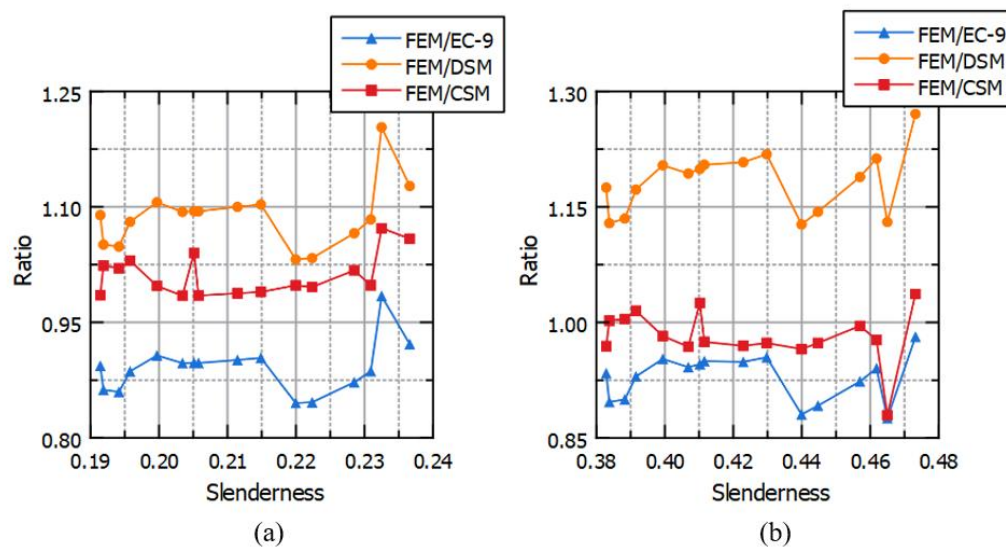 FEM/EC-9
FEM/DSM
FEM/CSM
1.25
1.10
0.95
0.80
Ratio
0.19
0.20
0.21
0.22
0.23
0.24
Slenderness
(a)
FEM/EC-9
FEM/DSM
FEM/CSM
1.30
1.15
1.00
0.85
Ratio
0.38
0.40
0.42
0.44
0.46
0.48
Slenderness
(b)